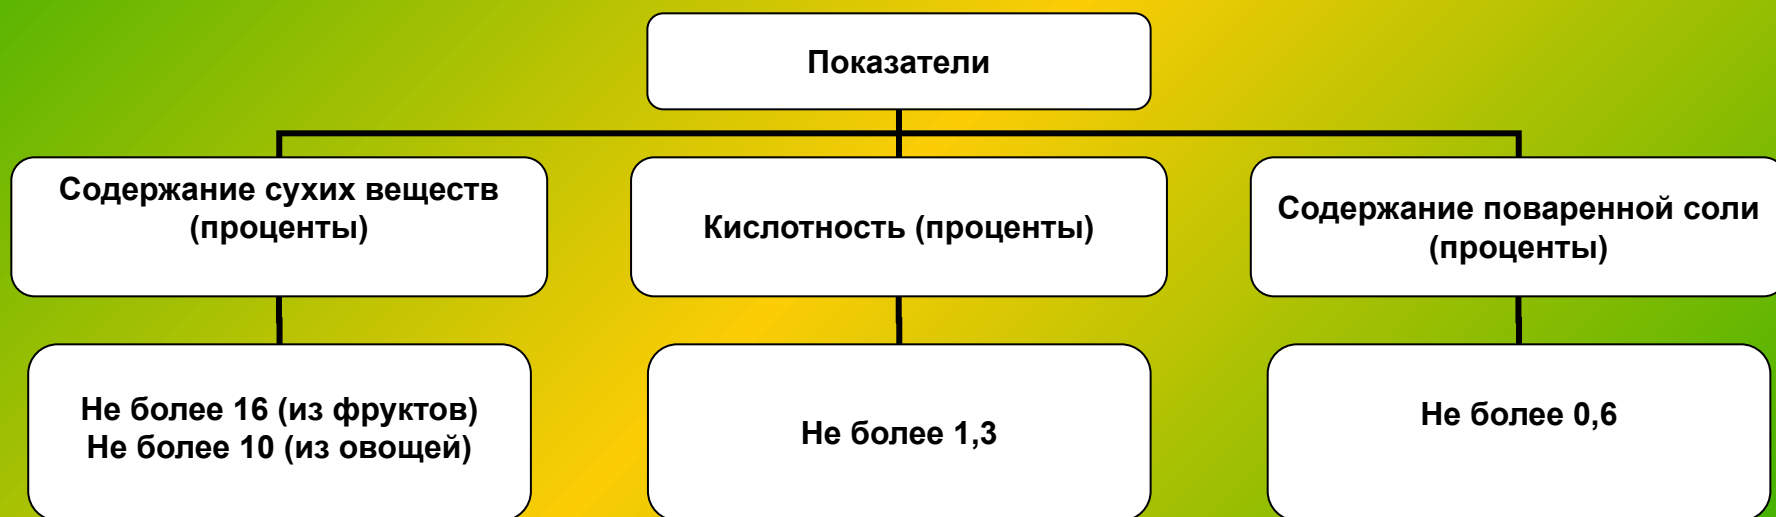 Показатели
Содержание сухих веществ
(проценты)
Кислотность (проценты)
Содержание поваренной соли
(проценты)
Не более 16 (из фруктов)
Не более 10 (из овощей)
Не более 1,3
Не более 0,6